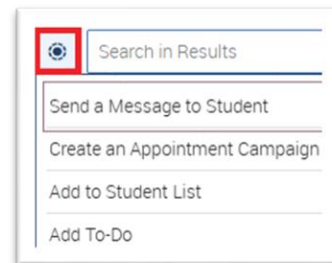 Search in Results
Send a Message to Student
Create an Appointment Campaign
Add to Student List
Add To-Do